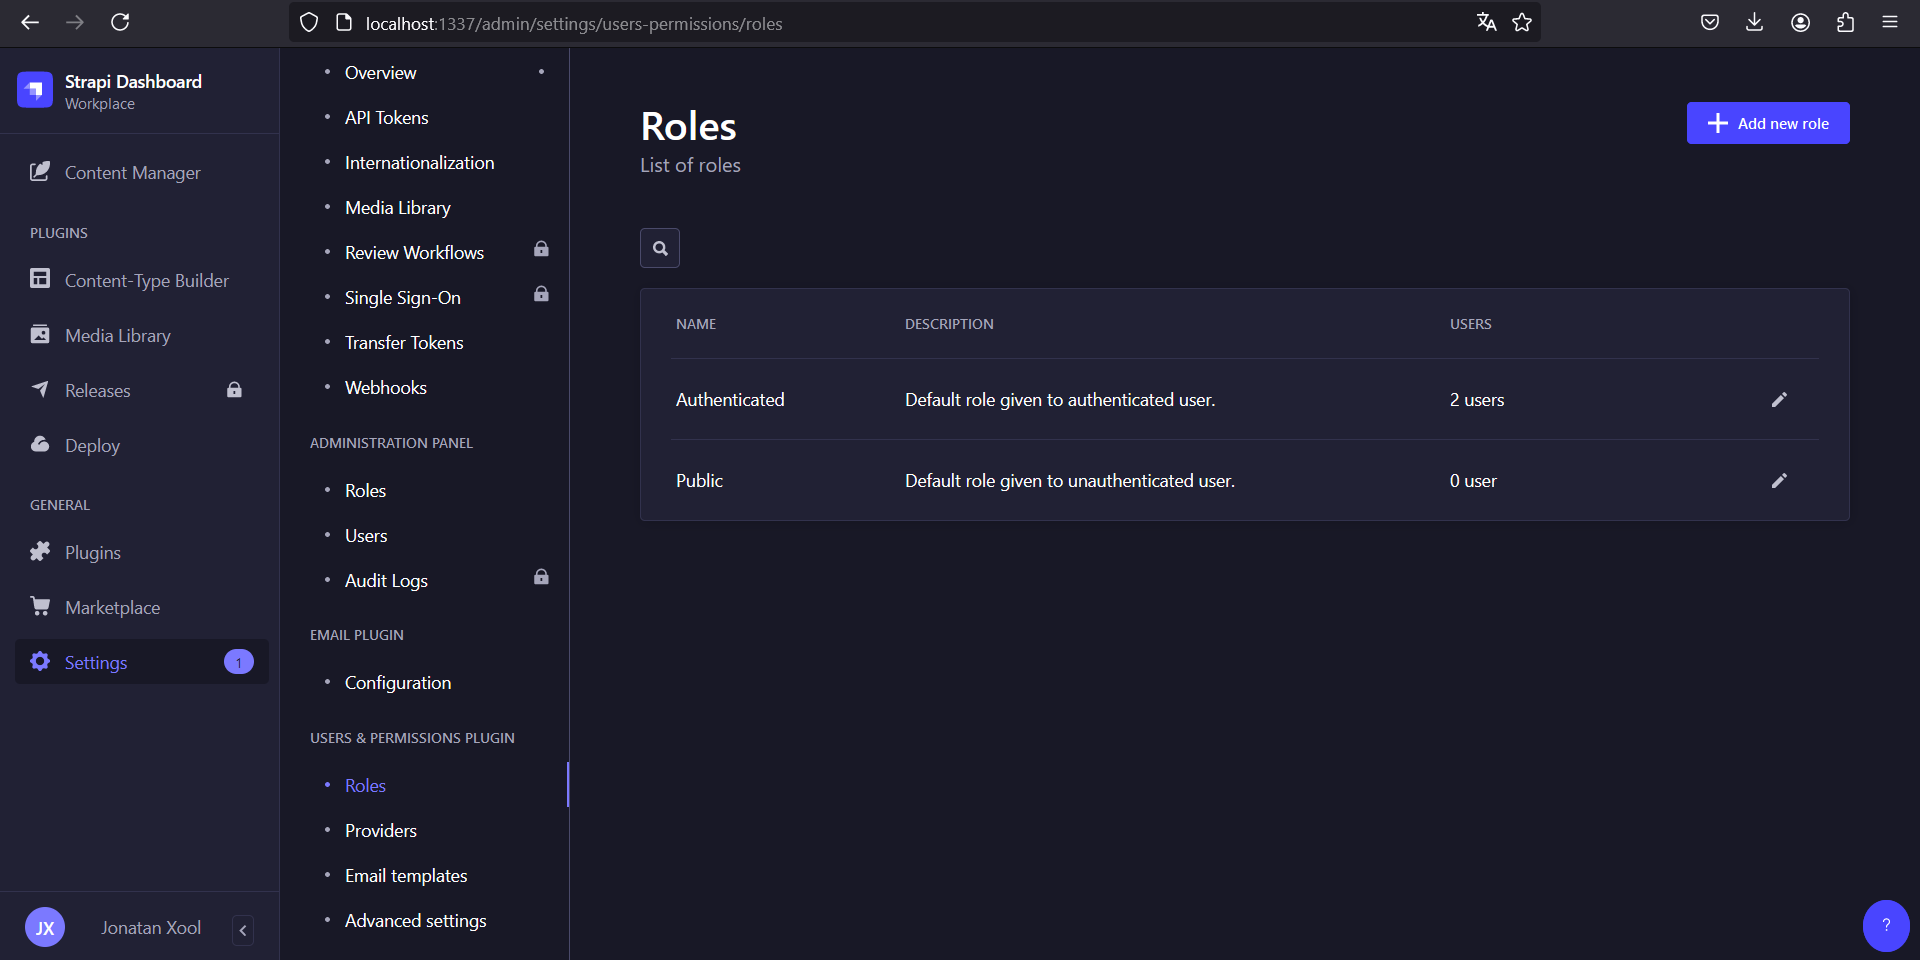 localhost:1337/admin/settings/users-permissions/roles
Strapi Dashboard
Workplace
Content Manager
PLUGINS
Content-Type Builder
Media Library
Releases
Deploy
GENERAL
Plugins
Marketplace
Settings 1
JX Jonatan Xool
Overview
API Tokens
Internationalization
Media Library
Review Workflows
Single Sign-On
Transfer Tokens
Webhooks
ADMINISTRATION PANEL
Roles
Users
Audit Logs
EMAIL PLUGIN
Configuration
USERS & PERMISSIONS PLUGIN
Roles
Providers
Email templates
Advanced settings
Roles
List of roles
Add new role
NAME DESCRIPTION USERS
Authenticated Default role given to authenticated user. 2 users
Public Default role given to unauthenticated user. 0 user
?